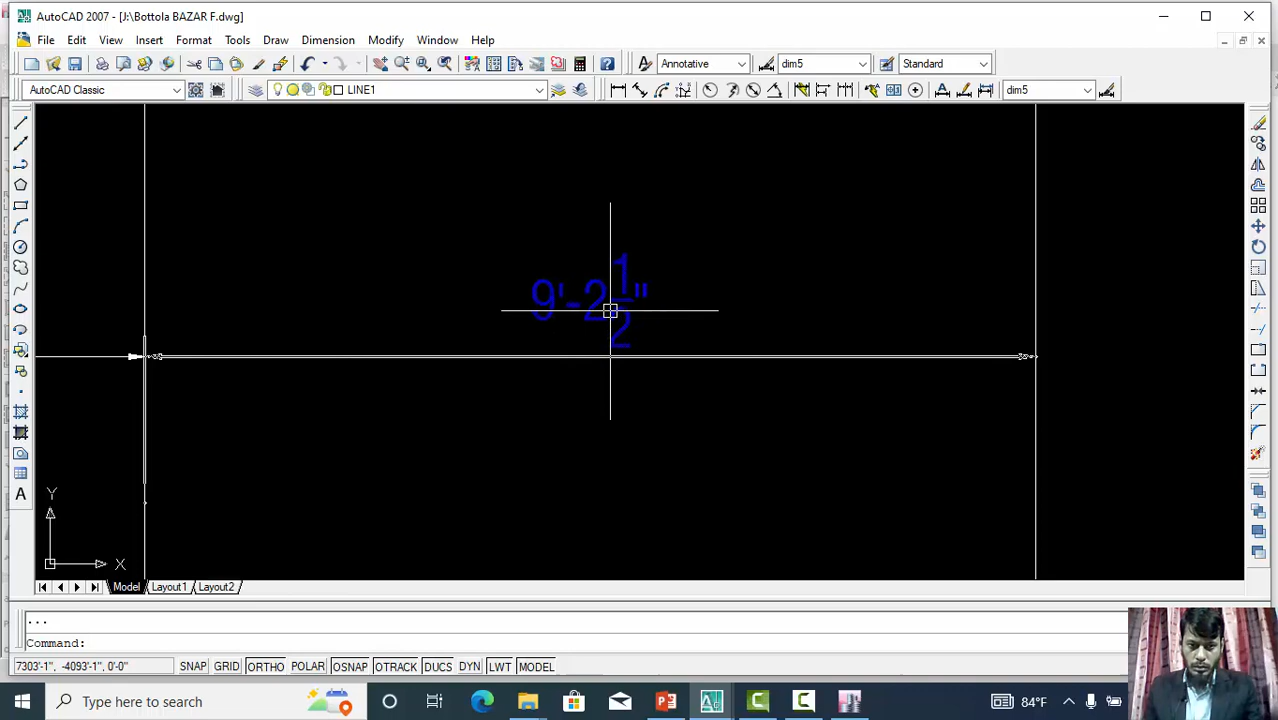 AutoCAD 2007 - [J:\Bottola BAZAR F.dwg]
File Edit View Insert Format Tools Draw Dimension Modify Window Help
Annotative dim5 Standard
AutoCAD Classic LINE1 dim5
9'-2 1/2"
Y
X
Model Layout1 Layout2
...
Command:
7303'-1", -4093'-1", 0'-0" SNAP GRID ORTHO POLAR OSNAP OTRACK DUCS DYN LWT MODEL
Type here to search 84°F